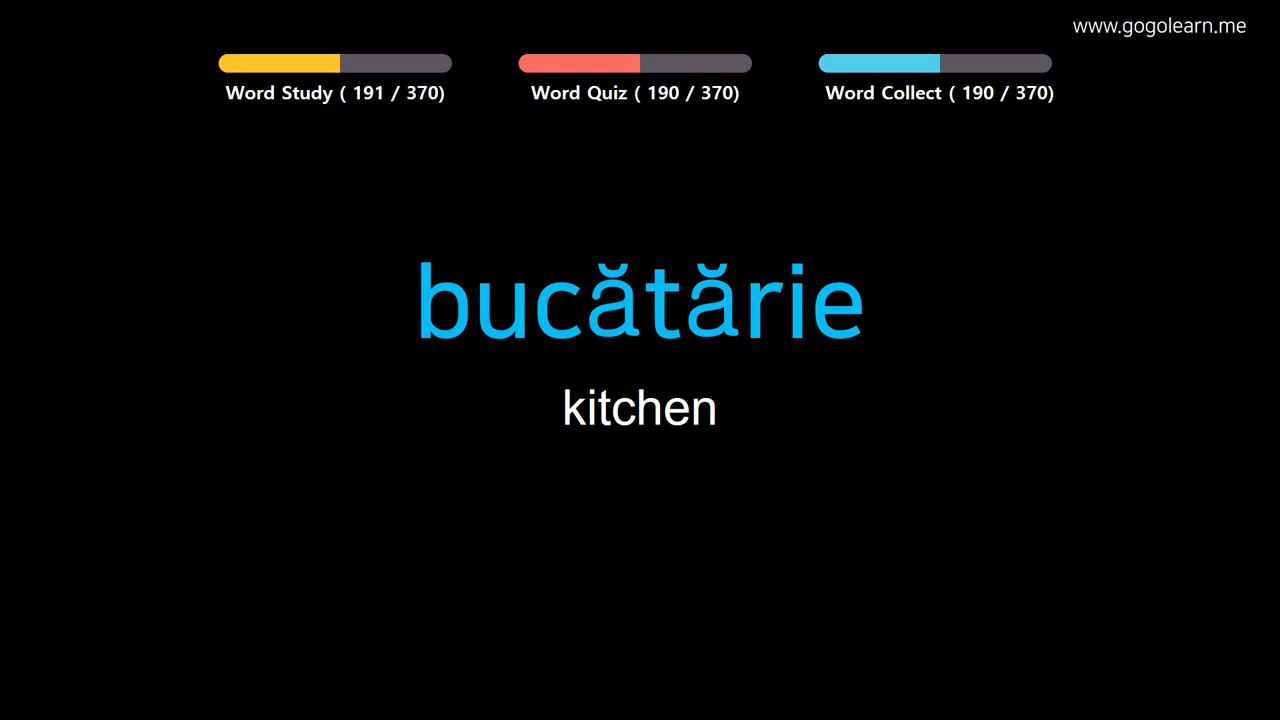 www.gogolearn.me
Word Study ( 191 / 370)
Word Quiz ( 190 / 370)
Word Collect ( 190 / 370)
bucătărie
kitchen